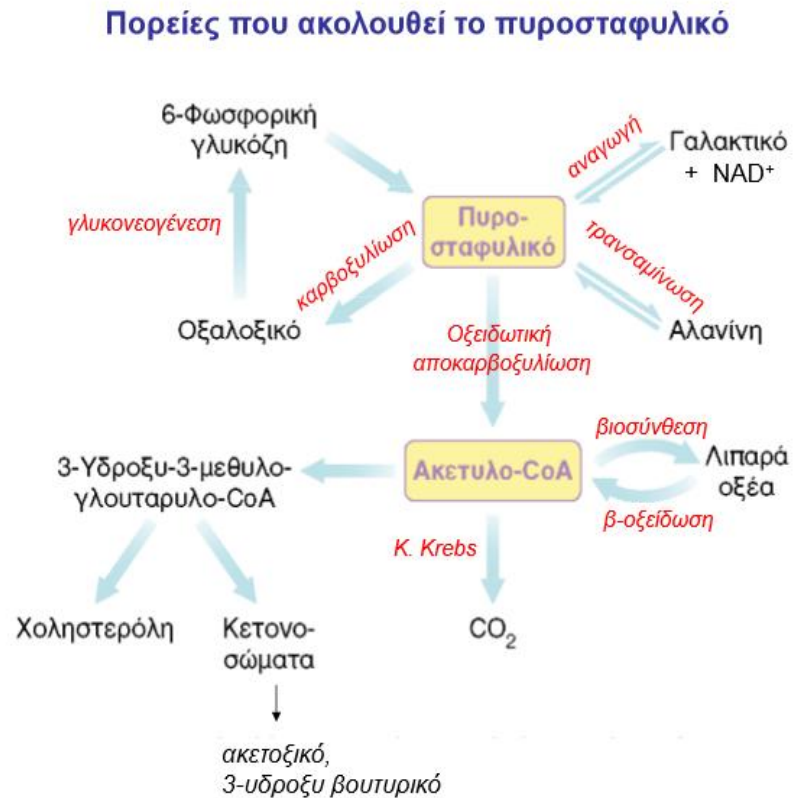 Πορείες που ακολουθεί το πυροσταφυλικό
6-Φωσφορική
γλυκόζη
αναγωγή
Γαλακτικό
+ NAD⁺
γλυκονεογένεση
καρβοξυλίωση
Πυρο-
σταφυλικό
τρανσαμίνωση
Οξαλοξικό
Οξειδωτική
αποκαρβοξυλίωση
Αλανίνη
3-Υδροξυ-3-μεθυλο-
γλουταρυλο-CoA
Ακετυλο-CoA
βιοσύνθεση
Λιπαρά
οξέα
β-οξείδωση
K. Krebs
Χοληστερόλη
Κετονο-
σώματα
CO₂
ακετοξικό,
3-υδροξυ βουτυρικό